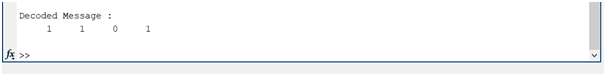 Decoded Message :
1 1 0 1
fx >>